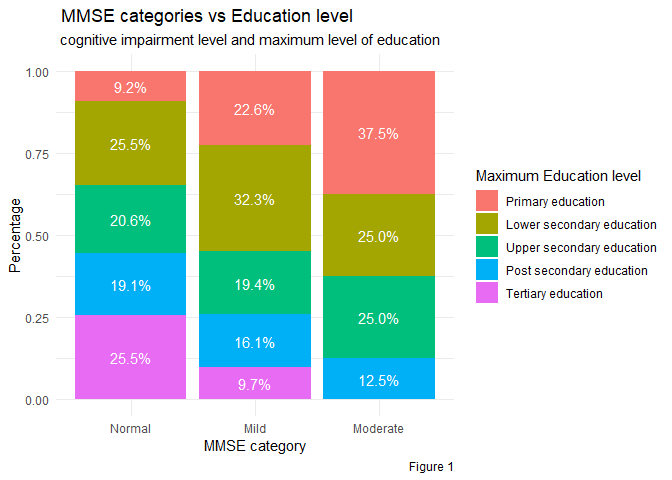 MMSE categories vs Education level
cognitive impairment level and maximum level of education
Percentage
1.00
0.75
0.50
0.25
0.00
9.2%
25.5%
20.6%
19.1%
25.5%
22.6%
32.3%
19.4%
16.1%
9.7%
37.5%
25.0%
25.0%
12.5%
Normal
Mild
Moderate
MMSE category
Maximum Education level
Primary education
Lower secondary education
Upper secondary education
Post secondary education
Tertiary education
Figure 1